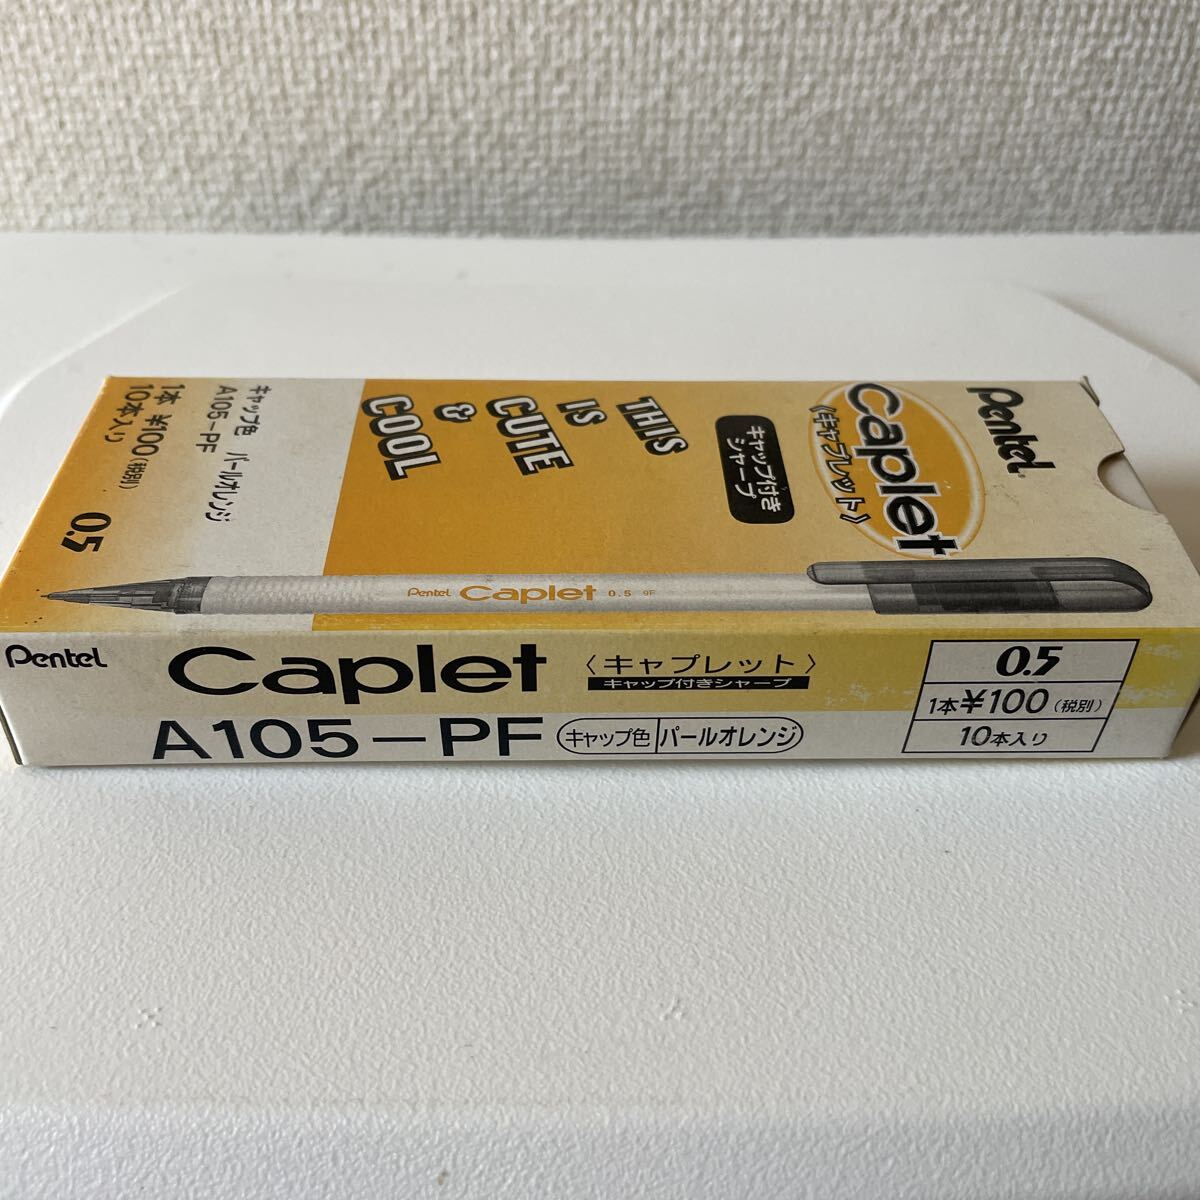 Pentel
Caplet
〈キャプレット〉
キャップ付き
シャープ
THIS
IS
CUTE
&
COOL
キャップ色 パールオレンジ
A105-PF
1本 ¥100(税別)
10本入り
0.5
Pentel Caplet 0.5 9F
Pentel Caplet 〈キャプレット〉
キャップ付きシャープ
A105-PF キャップ色 パールオレンジ
0.5
1本¥100(税別)
10本入り